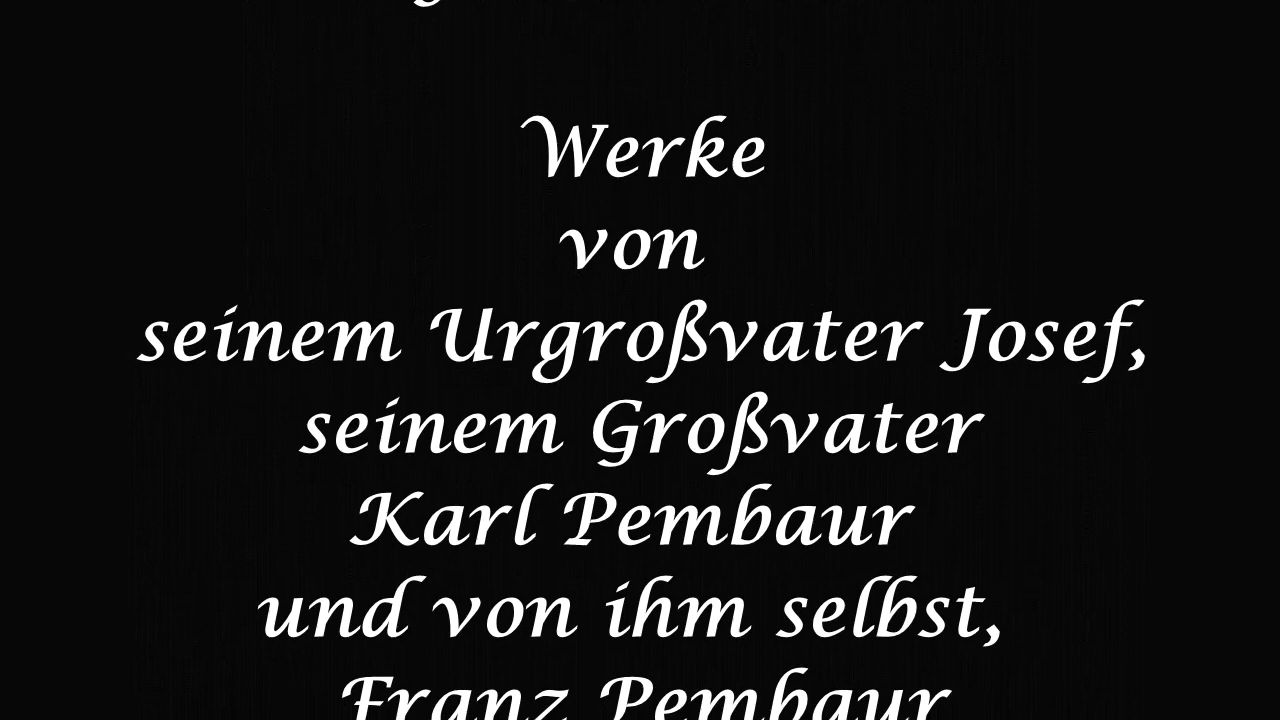 Werke
von
seinem Urgroßvater Josef,
seinem Großvater
Karl Pembaur
und von ihm selbst,
Franz Pembaur